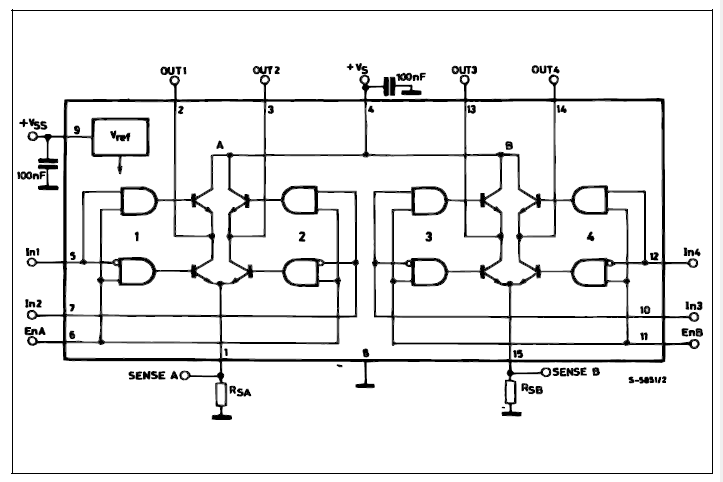 OUT1 OUT2 +VS 100nF OUT3 OUT4
2 3 4 13 14
+VSS 9 Vref
100nF
A B
1 2 3 4
In1 5 12 In4
In2 7 10 In3
EnA 6 11 EnB
1 8 15
SENSE A SENSE B
RSA RSB
S-5851/2